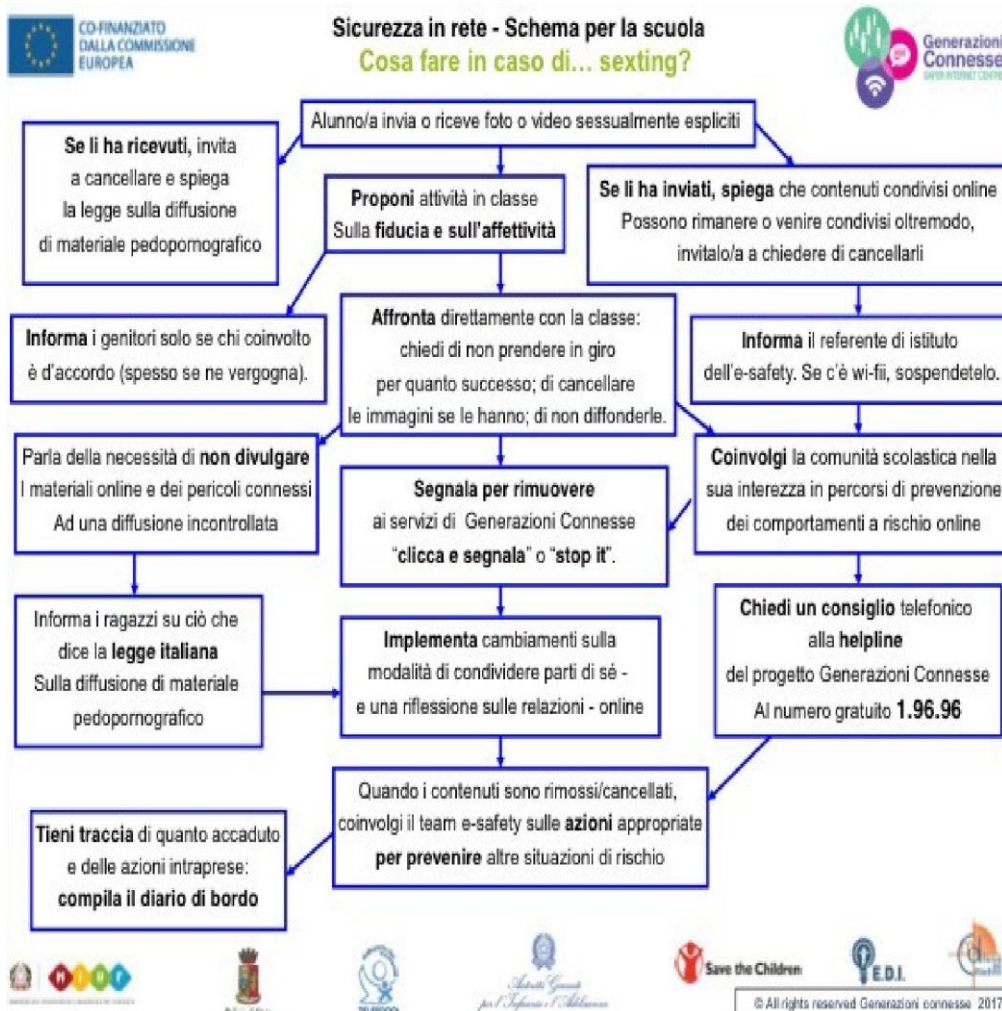 CO-FINANZIATO
DALLA COMMISSIONE
EUROPEA
Sicurezza in rete - Schema per la scuola
Cosa fare in caso di... sexting?
Generazioni
Connesse
SAFER INTERNET CENTRE
Alunno/a invia o riceve foto o video sessualmente espliciti
Se li ha ricevuti, invita
a cancellare e spiega
la legge sulla diffusione
di materiale pedopornografico
Proponi attività in classe
Sulla fiducia e sull'affettività
Se li ha inviati, spiega che contenuti condivisi online
Possono rimanere o venire condivisi oltremodo,
invitalo/a a chiedere di cancellarli
Informa i genitori solo se chi coinvolto
è d'accordo (spesso se ne vergogna).
Affronta direttamente con la classe:
chiedi di non prendere in giro
per quanto successo; di cancellare
le immagini se le hanno; di non diffonderle.
Informa il referente di istituto
dell'e-safety. Se c'è wi-fii, sospendetelo.
Parla della necessità di non divulgare
I materiali online e dei pericoli connessi
Ad una diffusione incontrollata
Segnala per rimuovere
ai servizi di Generazioni Connesse
"clicca e segnala" o "stop it".
Coinvolgi la comunità scolastica nella
sua interezza in percorsi di prevenzione
dei comportamenti a rischio online
Informa i ragazzi su ciò che
dice la legge italiana
Sulla diffusione di materiale
pedopornografico
Implementa cambiamenti sulla
modalità di condividere parti di sé -
e una riflessione sulle relazioni - online
Chiedi un consiglio telefonico
alla helpline
del progetto Generazioni Connesse
Al numero gratuito 1.96.96
Quando i contenuti sono rimossi/cancellati,
coinvolgi il team e-safety sulle azioni appropriate
per prevenire altre situazioni di rischio
Tieni traccia di quanto accaduto
e delle azioni intraprese:
compila il diario di bordo
Autorità Garante
per l'Infanzia e l'Adolescenza
Save the Children
E.D.I.
© All rights reserved Generazioni connesse 2017